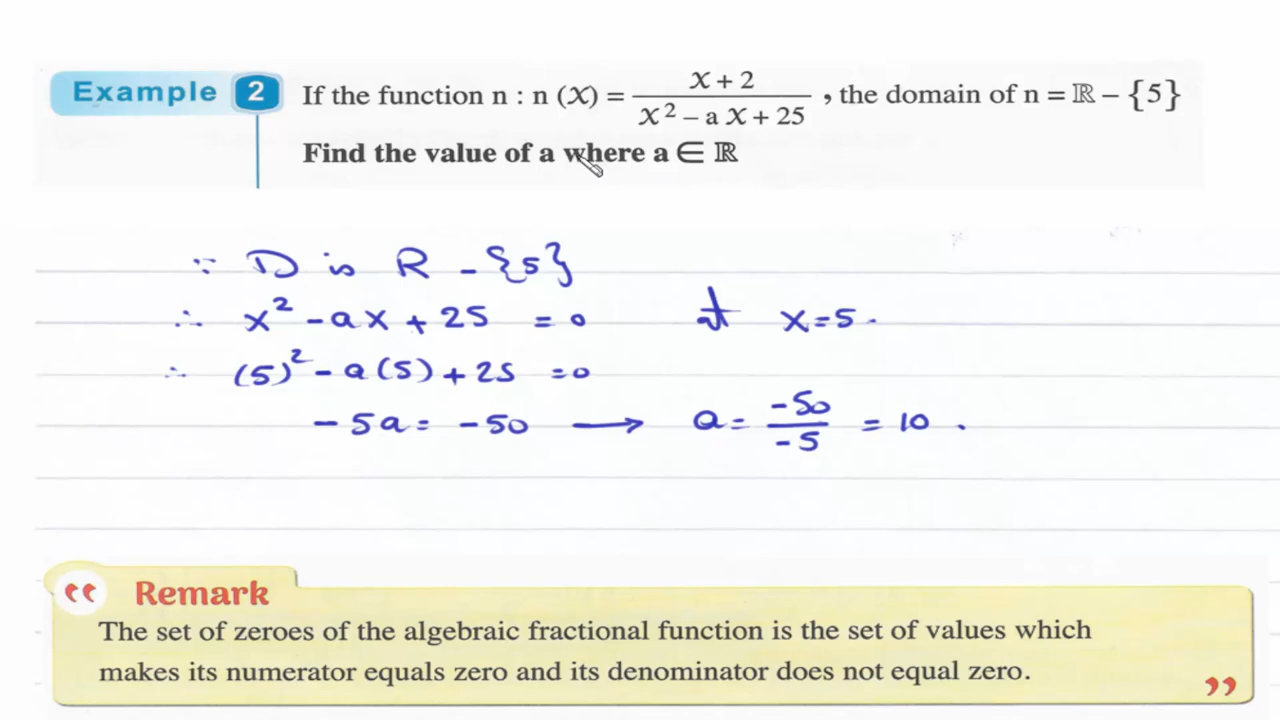 Example 2 If the function n : n (X) = X + 2 / X² – a X + 25 , the domain of n = ℝ – {5}
Find the value of a where a ∈ ℝ
∵ D is R - {5}
∴ x² - ax + 25 = 0 at x = 5.
∴ (5)² - a(5) + 25 = 0
- 5a = - 50 ⟶ a = -50 / -5 = 10 .
“ Remark
The set of zeroes of the algebraic fractional function is the set of values which
makes its numerator equals zero and its denominator does not equal zero. ”